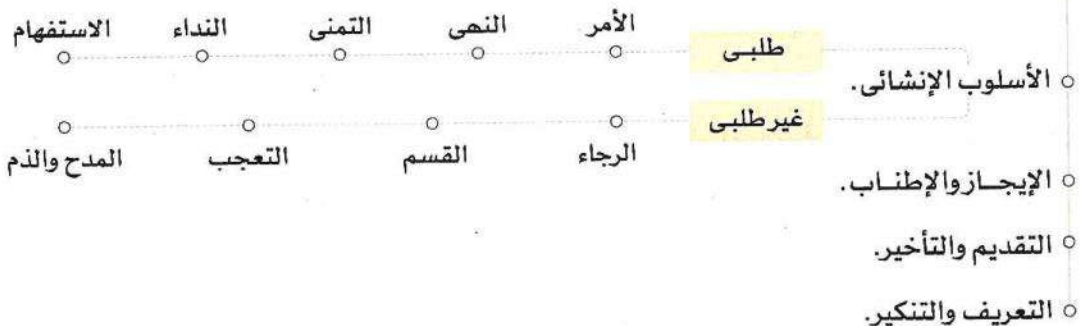 الأسلوب الإنشائى.
طلبى
الأمر النهى التمنى النداء الاستفهام
غير طلبى
الرجاء القسم التعجب المدح والذم
الإيجاز والإطناب.
التقديم والتأخير.
التعريف والتنكير.